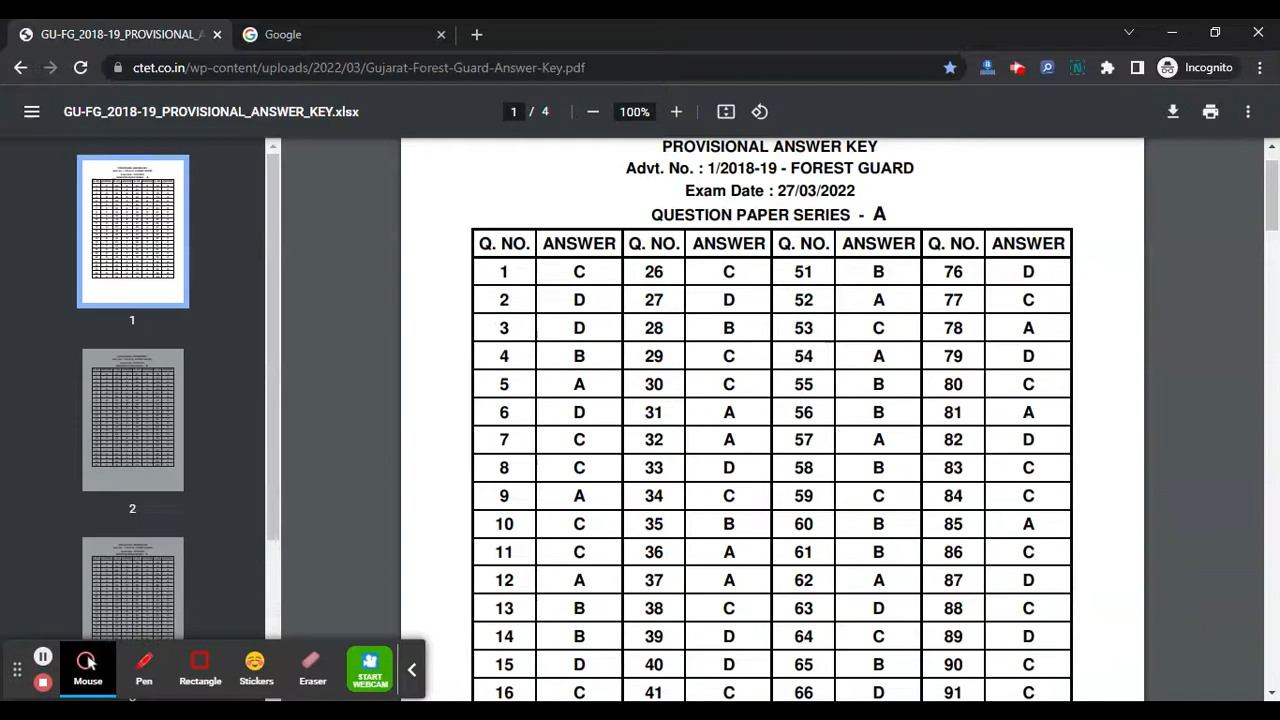 GU-FG_2018-19_PROVISIONAL_A
Google
ctet.co.in/wp-content/uploads/2022/03/Gujarat-Forest-Guard-Answer-Key.pdf
Incognito
GU-FG_2018-19_PROVISIONAL_ANSWER_KEY.xlsx
1 / 4
100%
1
2
PROVISIONAL ANSWER KEY
Advt. No. : 1/2018-19 - FOREST GUARD
Exam Date : 27/03/2022
QUESTION PAPER SERIES - A
Q. NO. ANSWER Q. NO. ANSWER Q. NO. ANSWER Q. NO. ANSWER
1 C 26 C 51 B 76 D
2 D 27 D 52 A 77 C
3 D 28 B 53 C 78 A
4 B 29 C 54 A 79 D
5 A 30 C 55 B 80 C
6 D 31 A 56 B 81 A
7 C 32 A 57 A 82 D
8 C 33 D 58 B 83 C
9 A 34 C 59 C 84 C
10 C 35 B 60 B 85 A
11 C 36 A 61 B 86 C
12 A 37 A 62 A 87 D
13 B 38 C 63 D 88 C
14 B 39 D 64 C 89 D
15 D 40 D 65 B 90 C
16 C 41 C 66 D 91 C
Mouse
Pen
Rectangle
Stickers
Eraser
START
WEBCAM